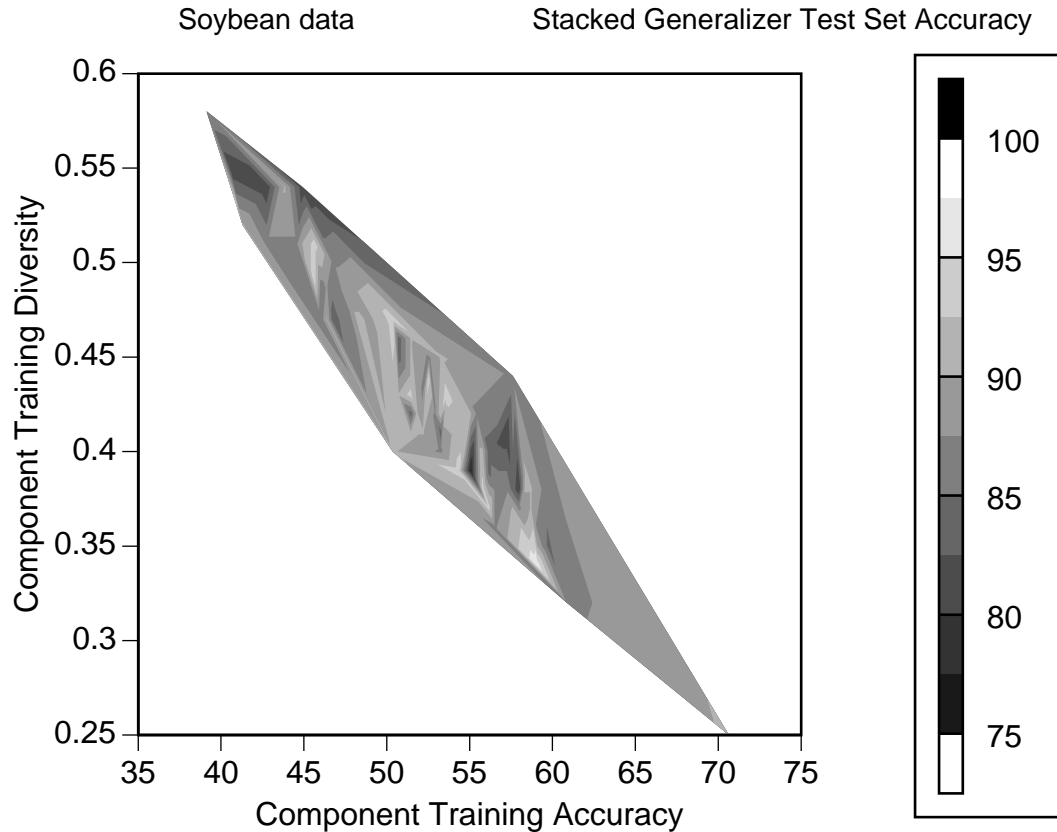 Soybean data
Stacked Generalizer Test Set Accuracy
0.6
0.55
0.5
0.45
0.4
0.35
0.3
0.25
Component Training Diversity
35 40 45 50 55 60 65 70 75
Component Training Accuracy
100
95
90
85
80
75